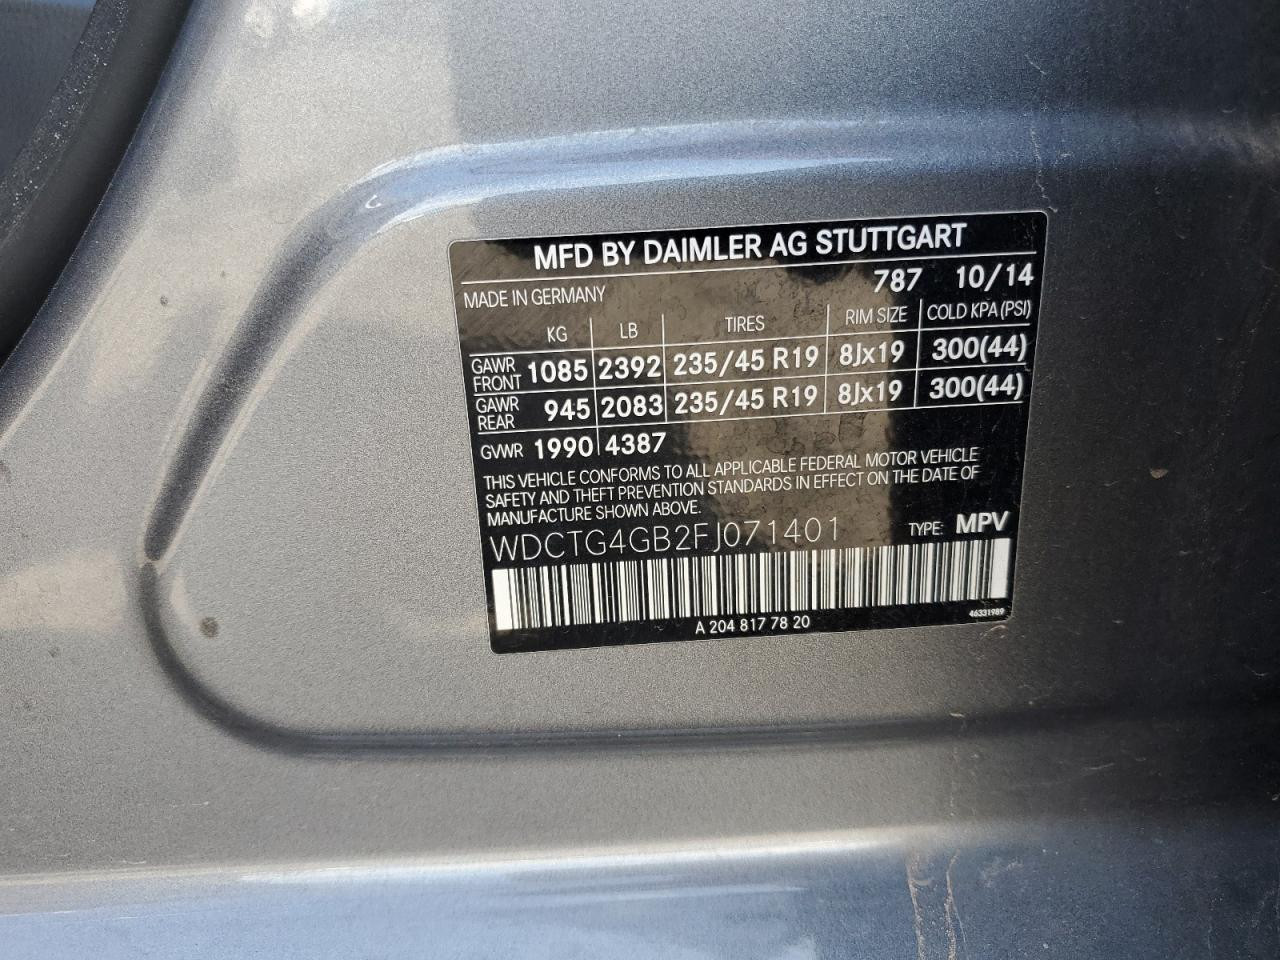 MFD BY DAIMLER AG STUTTGART
787 10/14
MADE IN GERMANY
KG LB TIRES RIM SIZE COLD KPA (PSI)
GAWR FRONT 1085 2392 235/45 R19 8Jx19 300(44)
GAWR REAR 945 2083 235/45 R19 8Jx19 300(44)
GVWR 1990 4387
THIS VEHICLE CONFORMS TO ALL APPLICABLE FEDERAL MOTOR VEHICLE
SAFETY AND THEFT PREVENTION STANDARDS IN EFFECT ON THE DATE OF
MANUFACTURE SHOWN ABOVE.
WDCTG4GB2FJ071401 TYPE: MPV
A 204 817 78 20 46331989